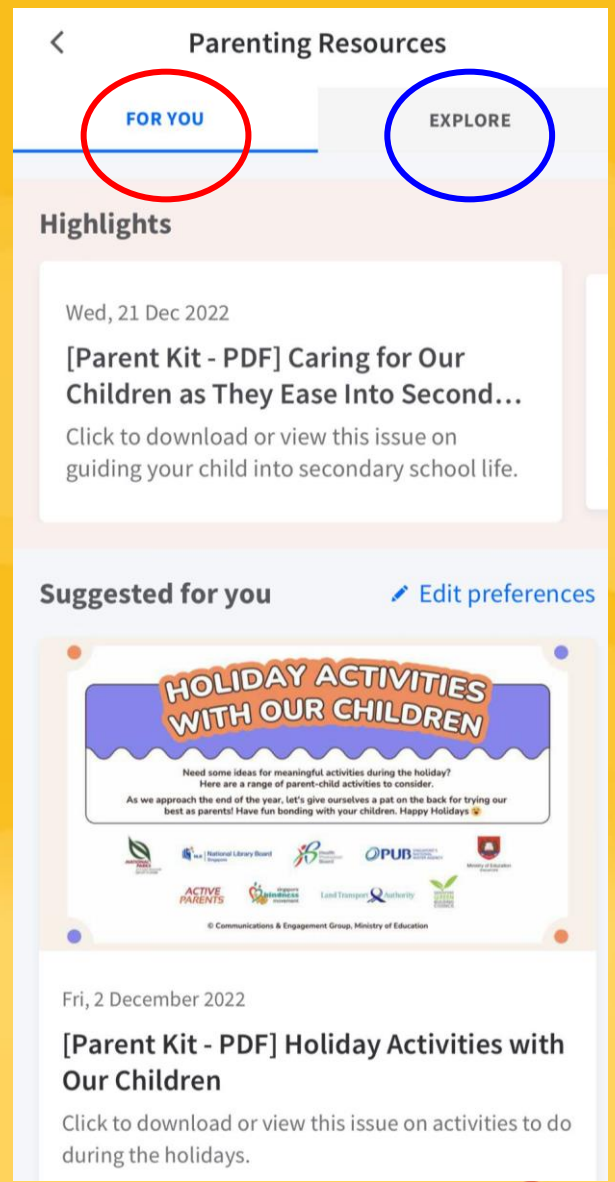 Parenting Resources
FOR YOU
EXPLORE
Highlights
Wed, 21 Dec 2022
[Parent Kit - PDF] Caring for Our
Children as They Ease Into Second...
Click to download or view this issue on
guiding your child into secondary school life.
Suggested for you
Edit preferences
HOLIDAY ACTIVITIES
WITH OUR CHILDREN
Need some ideas for meaningful activities during the holiday?
Here are a range of parent-child activities to consider.
As we approach the end of the year, let's give ourselves a pat on the back for trying our
best as parents! Have fun bonding with your children. Happy Holidays 😮
National Library Board
Singapore
PUB
Ministry of Education
ACTIVE
PARENTS
singapore
kindness
movement
Land Transport Authority
© Communications & Engagement Group, Ministry of Education
Fri, 2 December 2022
[Parent Kit - PDF] Holiday Activities with
Our Children
Click to download or view this issue on activities to do
during the holidays.